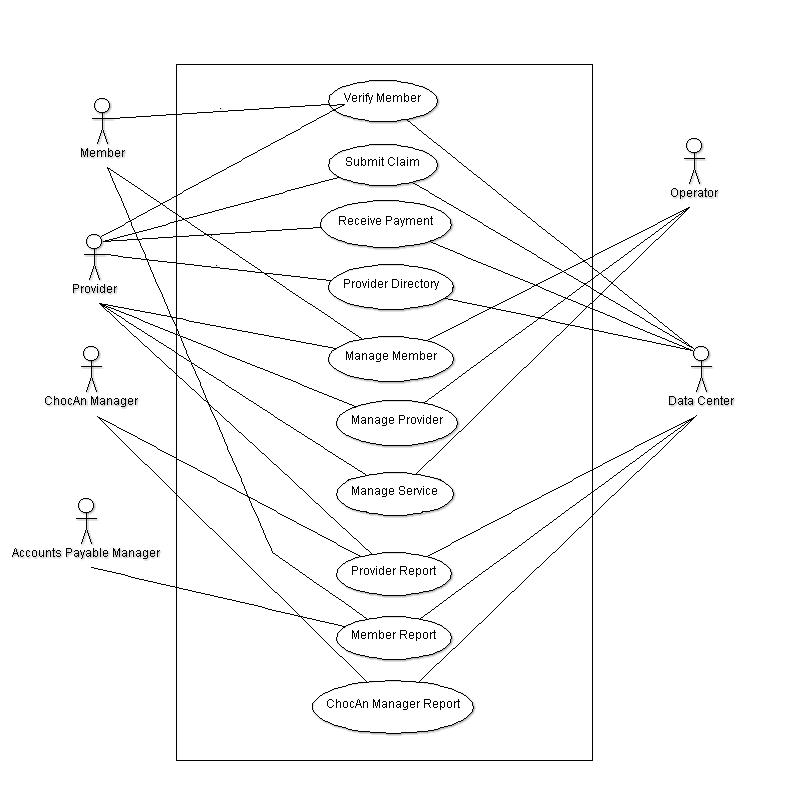 Verify Member
Member
Submit Claim
Operator
Receive Payment
Provider
Provider Directory
Manage Member
ChocAn Manager
Data Center
Manage Provider
Manage Service
Accounts Payable Manager
Provider Report
Member Report
ChocAn Manager Report